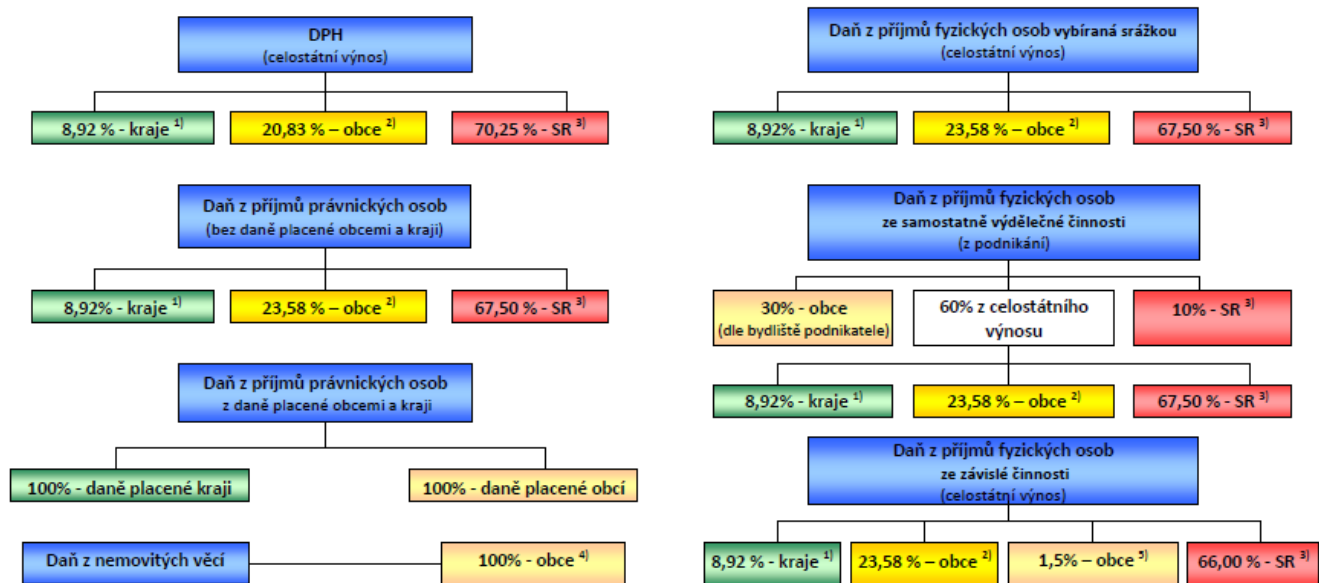 DPH
(celostátní výnos)
8,92 % - kraje 1)
20,83 % – obce 2)
70,25 % - SR 3)
Daň z příjmů právnických osob
(bez daně placené obcemi a kraji)
8,92% - kraje 1)
23,58 % – obce 2)
67,50 % - SR 3)
Daň z příjmů právnických osob
z daně placené obcemi a kraji
100% - daně placené kraji
100% - daně placené obcí
Daň z nemovitých věcí
100% - obce 4)
Daň z příjmů fyzických osob vybíraná srážkou
(celostátní výnos)
8,92% - kraje 1)
23,58 % – obce 2)
67,50 % - SR 3)
Daň z příjmů fyzických osob
ze samostatně výdělečné činnosti
(z podnikání)
30% - obce
(dle bydliště podnikatele)
60% z celostátního
výnosu
10% - SR 3)
8,92% - kraje 1)
23,58 % – obce 2)
67,50 % - SR 3)
Daň z příjmů fyzických osob
ze závislé činnosti
(celostátní výnos)
8,92 % - kraje 1)
23,58 % – obce 2)
1,5% – obce 5)
66,00 % - SR 3)